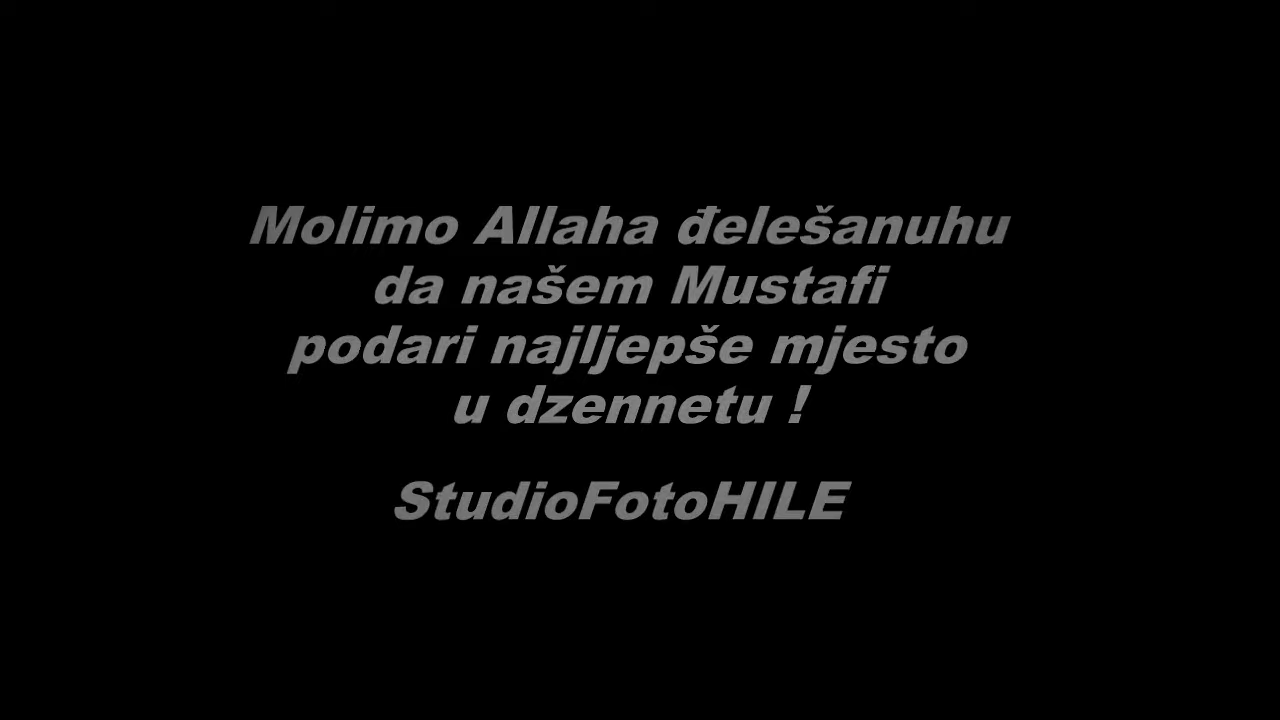 Molimo Allaha đelešanuhu
da našem Mustafi
podari najljepše mjesto
u dzennetu !
StudioFotoHILE